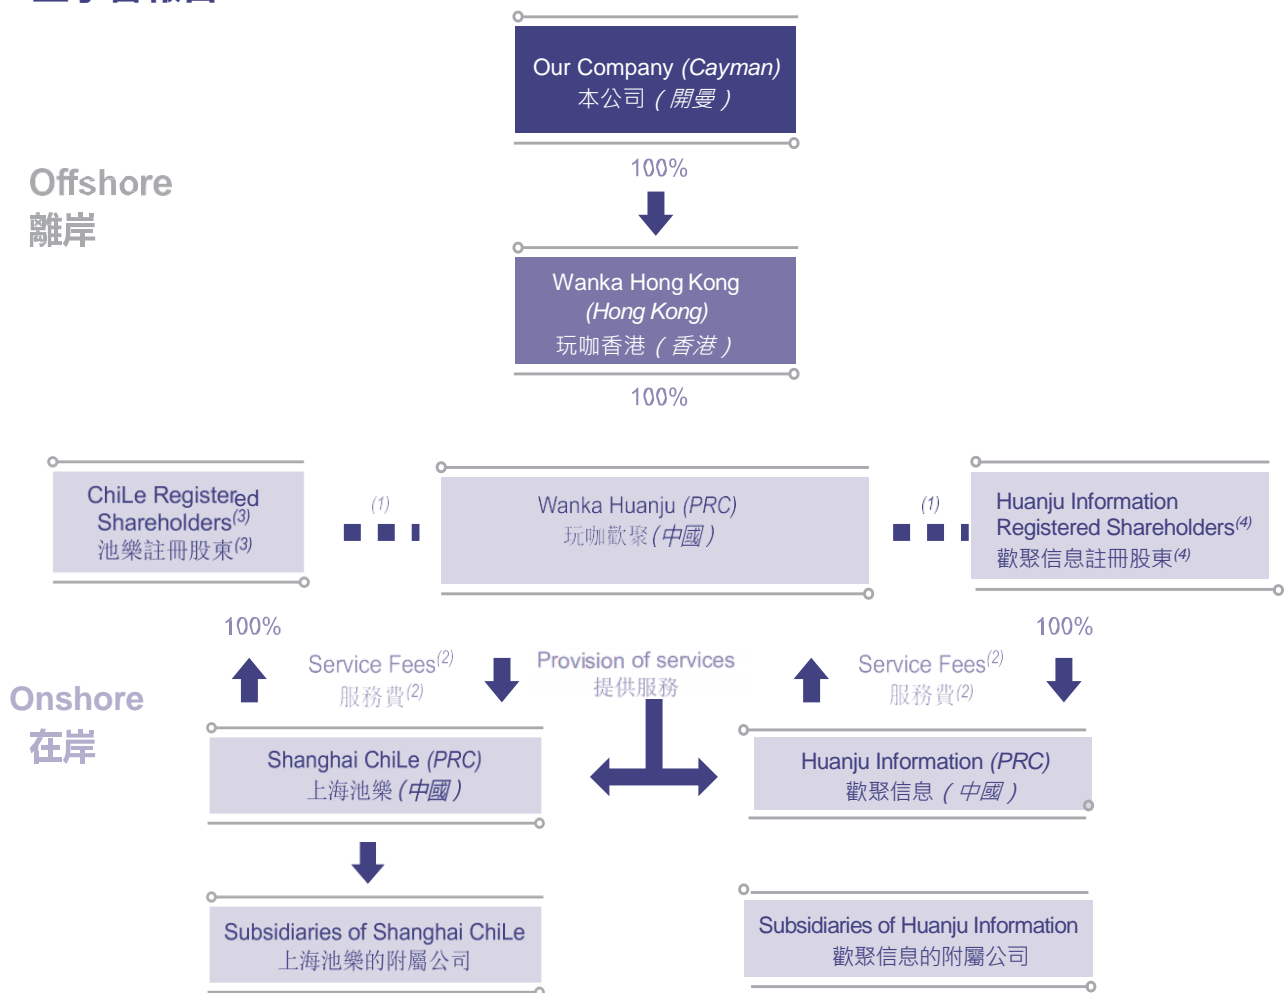 Our Company (Cayman)
本公司（開曼）
100%
Offshore
離岸
Wanka Hong Kong
(Hong Kong)
玩咖香港（香港）
100%
ChiLe Registered
Shareholders(3)
池樂註冊股東(3)
(1)
Wanka Huanju (PRC)
玩咖歡聚(中國)
(1)
Huanju Information
Registered Shareholders(4)
歡聚信息註冊股東(4)
100%
100%
Service Fees(2)
服務費(2)
Provision of services
提供服務
Service Fees(2)
服務費(2)
Onshore
在岸
Shanghai ChiLe (PRC)
上海池樂(中國)
Huanju Information (PRC)
歡聚信息（中國）
Subsidiaries of Shanghai ChiLe
上海池樂的附屬公司
Subsidiaries of Huanju Information
歡聚信息的附屬公司